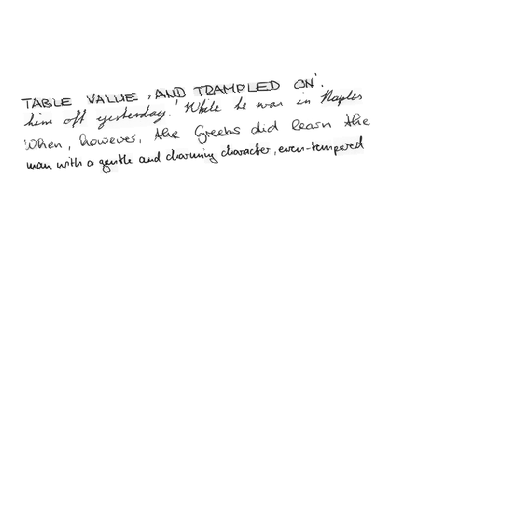 TABLE VALUE, AND TRAMPLED ON'.
him off yesterday. While he was in Naples
When, however, the Greeks did learn the
man with a gentle and charming character, even-tempered